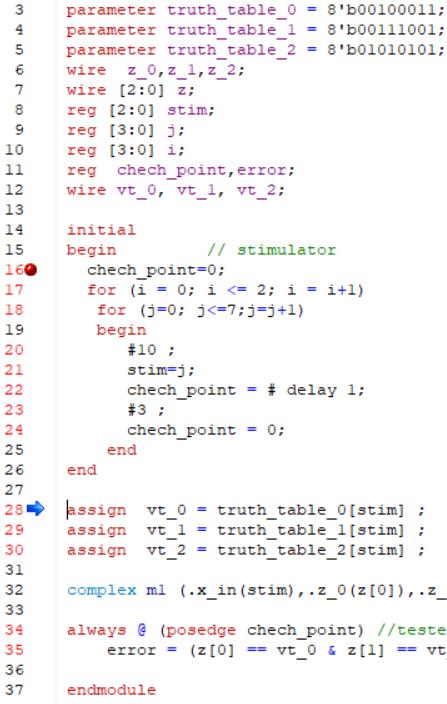 3 parameter truth_table_0 = 8'b00100011;
4 parameter truth_table_1 = 8'b00111001;
5 parameter truth_table_2 = 8'b01010101;
6 wire z_0,z_1,z_2;
7 wire [2:0] z;
8 reg [2:0] stim;
9 reg [3:0] j;
10 reg [3:0] i;
11 reg chech_point,error;
12 wire vt_0, vt_1, vt_2;
13
14 initial
15 begin // stimulator
16 chech_point=0;
17 for (i = 0; i <= 2; i = i+1)
18 for (j=0; j<=7;j=j+1)
19 begin
20 #10 ;
21 stim=j;
22 chech_point = # delay 1;
23 #3 ;
24 chech_point = 0;
25 end
26 end
27
28 assign vt_0 = truth_table_0[stim] ;
29 assign vt_1 = truth_table_1[stim] ;
30 assign vt_2 = truth_table_2[stim] ;
31
32 complex m1 (.x_in(stim),.z_0(z[0]),.z_
33
34 always @ (posedge chech_point) //teste
35 error = (z[0] == vt_0 & z[1] == vt_
36
37 endmodule